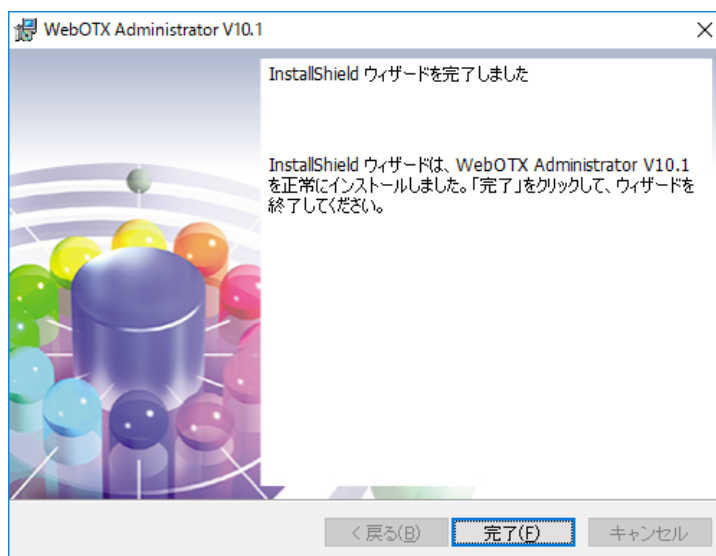 WebOTX Administrator V10.1
InstallShield ウィザードを完了しました
InstallShield ウィザードは、WebOTX Administrator V10.1
を正常にインストールしました。「完了」をクリックして、ウィザードを
終了してください。
< 戻る(B)
完了(F)
キャンセル